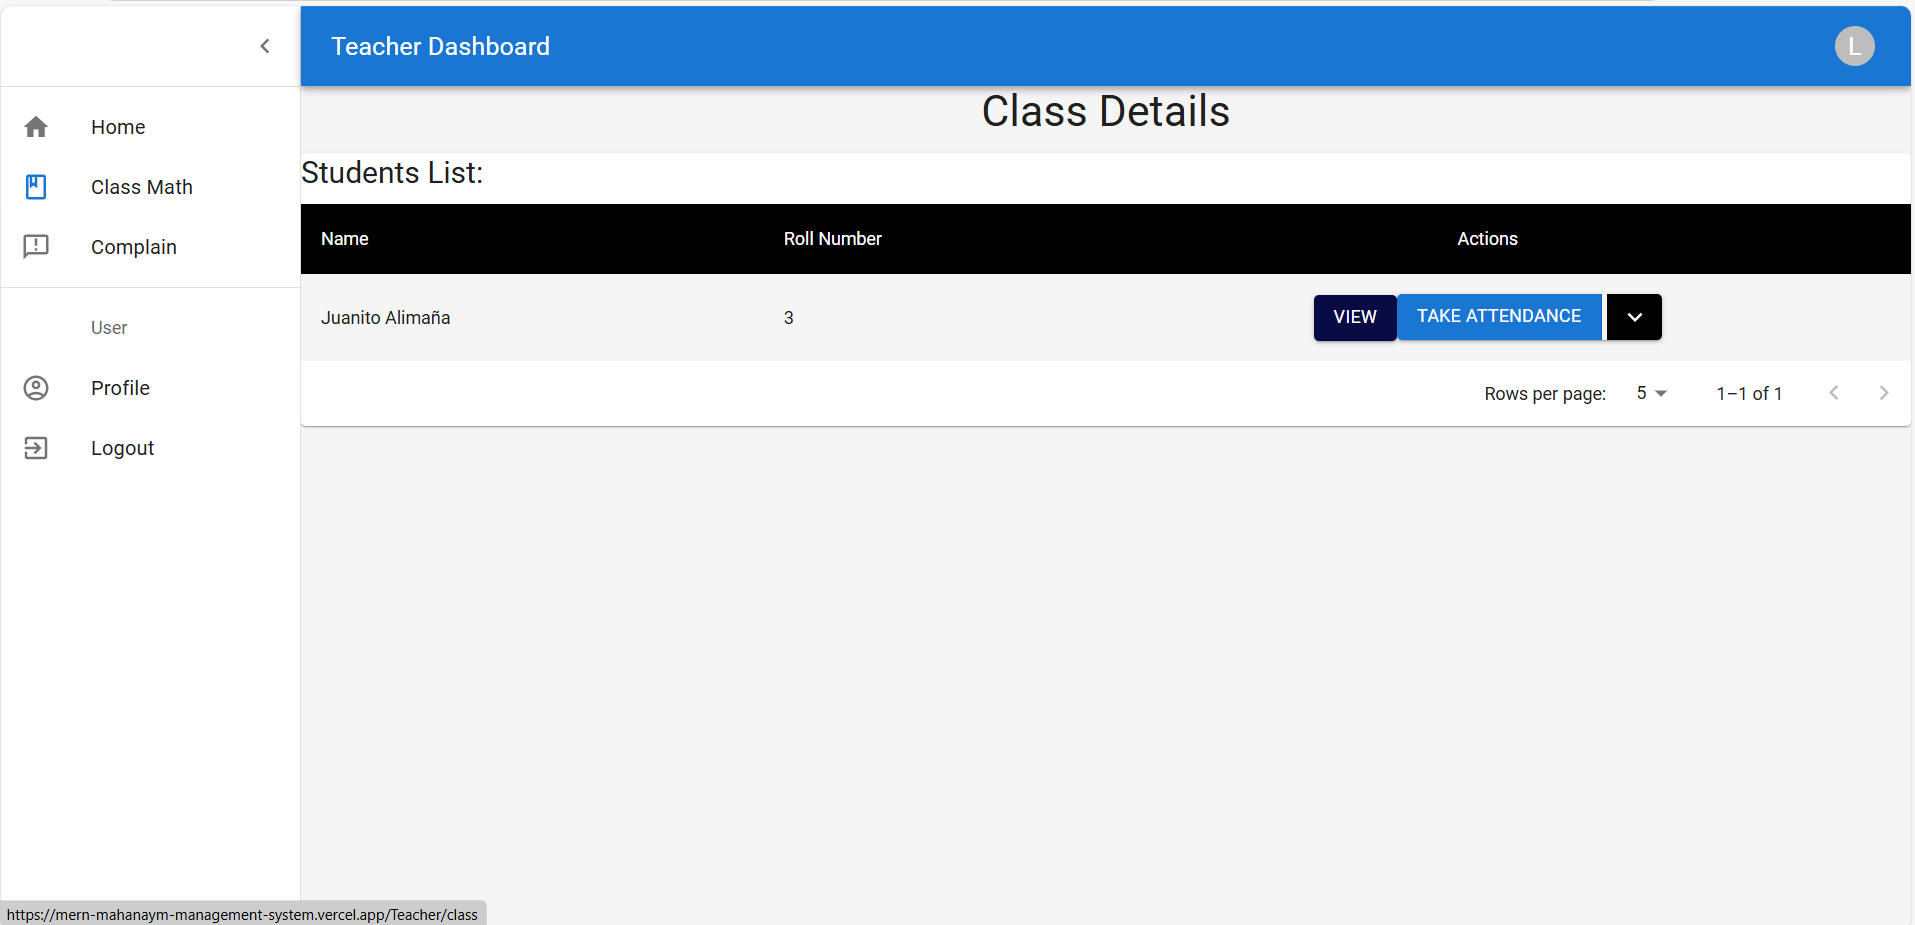 Teacher Dashboard
L
Home
Class Math
Complain
User
Profile
Logout
Class Details
Students List:
Name Roll Number Actions
Juanito Alimaña 3 VIEW TAKE ATTENDANCE
Rows per page: 5 1–1 of 1
https://mern-mahanaym-management-system.vercel.app/Teacher/class